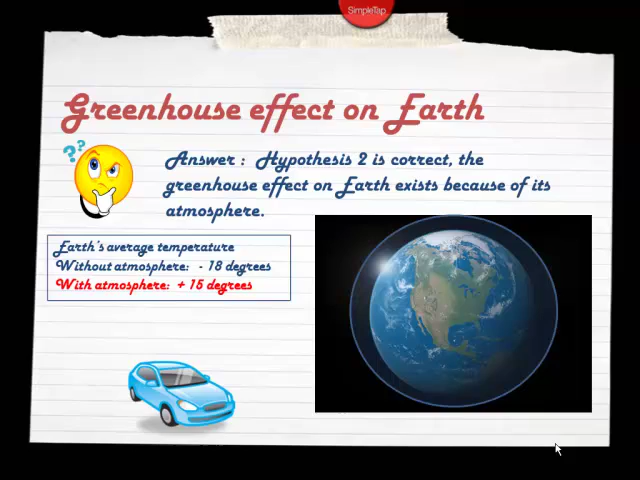 SimpleTap
Greenhouse effect on Earth
??
Answer : Hypothesis 2 is correct, the
greenhouse effect on Earth exists because of its
atmosphere.
Earth's average temperature
Without atmosphere: - 18 degrees
With atmosphere: + 15 degrees